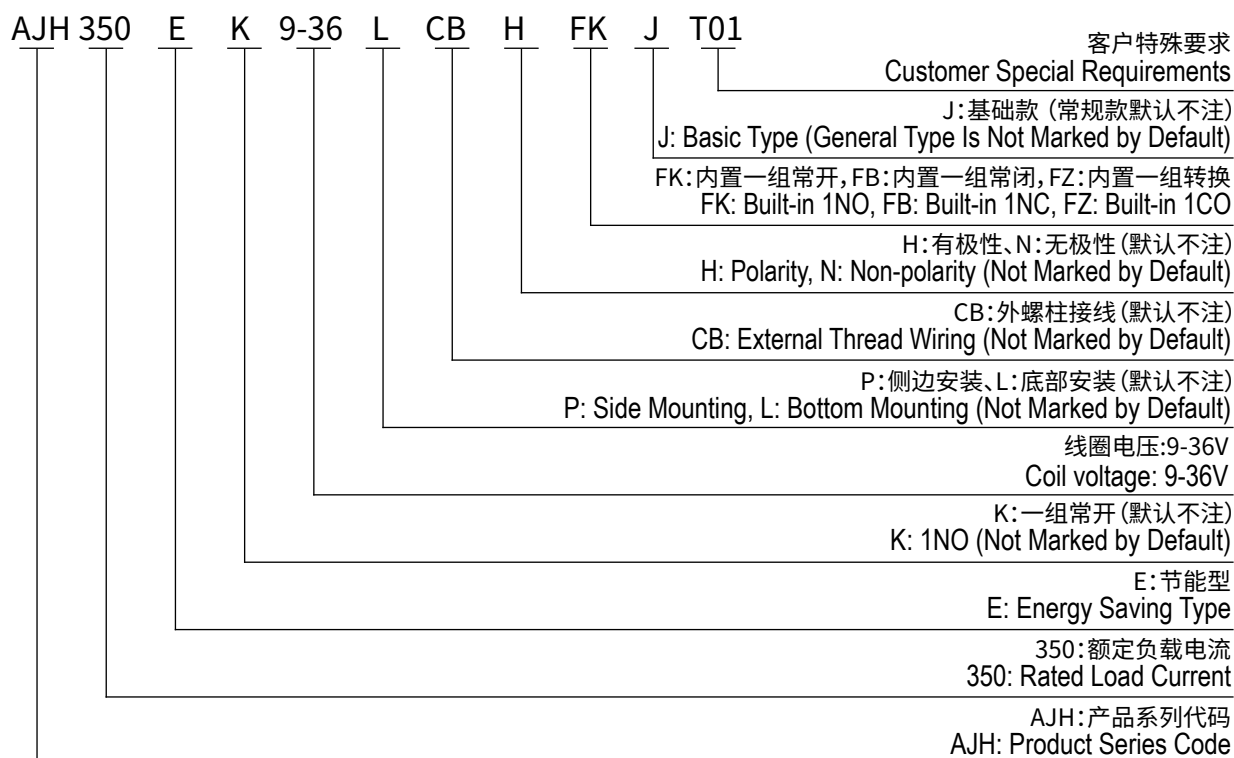 AJH 350 E K 9-36 L CB H FK J T01
客户特殊要求
Customer Special Requirements
J:基础款 (常规款默认不注)
J: Basic Type (General Type Is Not Marked by Default)
FK:内置一组常开,FB:内置一组常闭,FZ:内置一组转换
FK: Built-in 1NO, FB: Built-in 1NC, FZ: Built-in 1CO
H:有极性、N:无极性(默认不注)
H: Polarity, N: Non-polarity (Not Marked by Default)
CB:外螺柱接线(默认不注)
CB: External Thread Wiring (Not Marked by Default)
P:侧边安装、L:底部安装(默认不注)
P: Side Mounting, L: Bottom Mounting (Not Marked by Default)
线圈电压:9-36V
Coil voltage: 9-36V
K:一组常开(默认不注)
K: 1NO (Not Marked by Default)
E:节能型
E: Energy Saving Type
350:额定负载电流
350: Rated Load Current
AJH:产品系列代码
AJH: Product Series Code